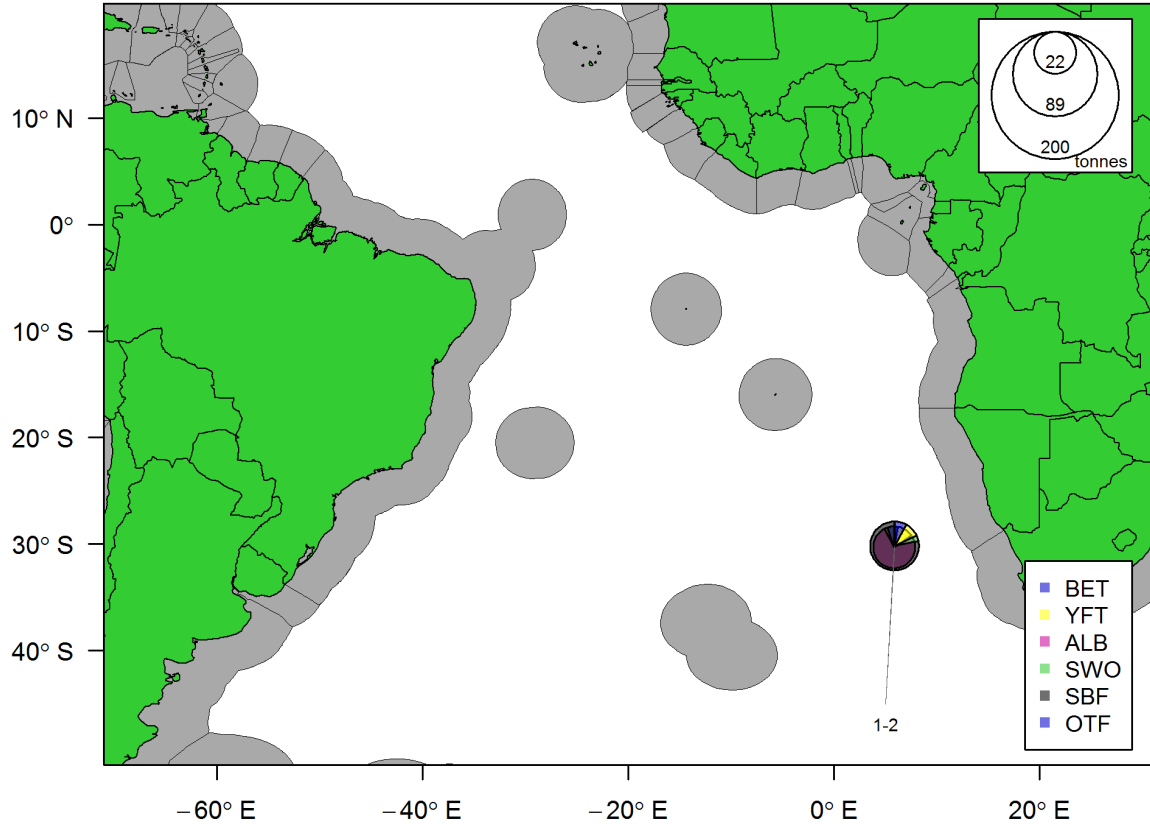 22
89
200
tonnes
10° N
0°
10° S
20° S
30° S
40° S
BET
YFT
ALB
SWO
SBF
OTF
1-2
−60° E
−40° E
−20° E
0° E
20° E